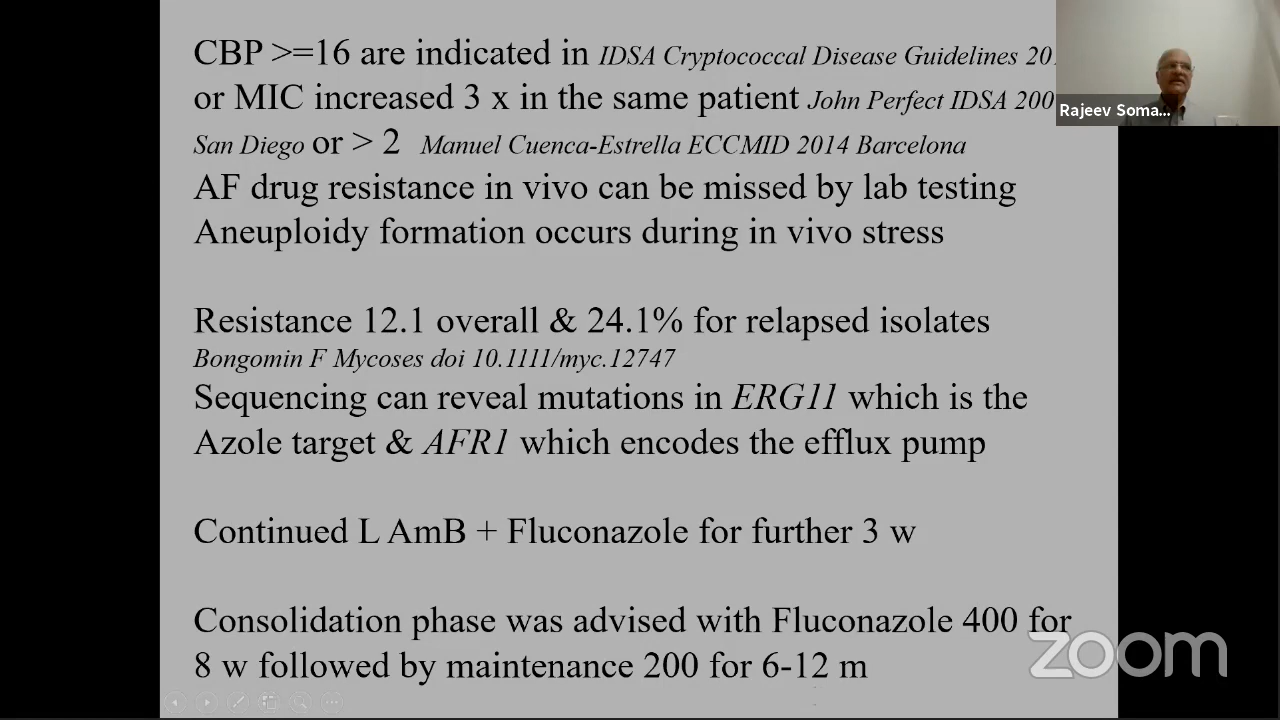 CBP >=16 are indicated in IDSA Cryptococcal Disease Guidelines
or MIC increased 3 x in the same patient John Perfect IDSA
San Diego or > 2 Manuel Cuenca-Estrella ECCMID 2014 Barcelona
AF drug resistance in vivo can be missed by lab testing
Aneuploidy formation occurs during in vivo stress
Resistance 12.1 overall & 24.1% for relapsed isolates
Bongomin F Mycoses doi 10.1111/myc.12747
Sequencing can reveal mutations in ERG11 which is the
Azole target & AFR1 which encodes the efflux pump
Continued L AmB + Fluconazole for further 3 w
Consolidation phase was advised with Fluconazole 400 for
8 w followed by maintenance 200 for 6-12 m
Rajeev Soma...
zoom